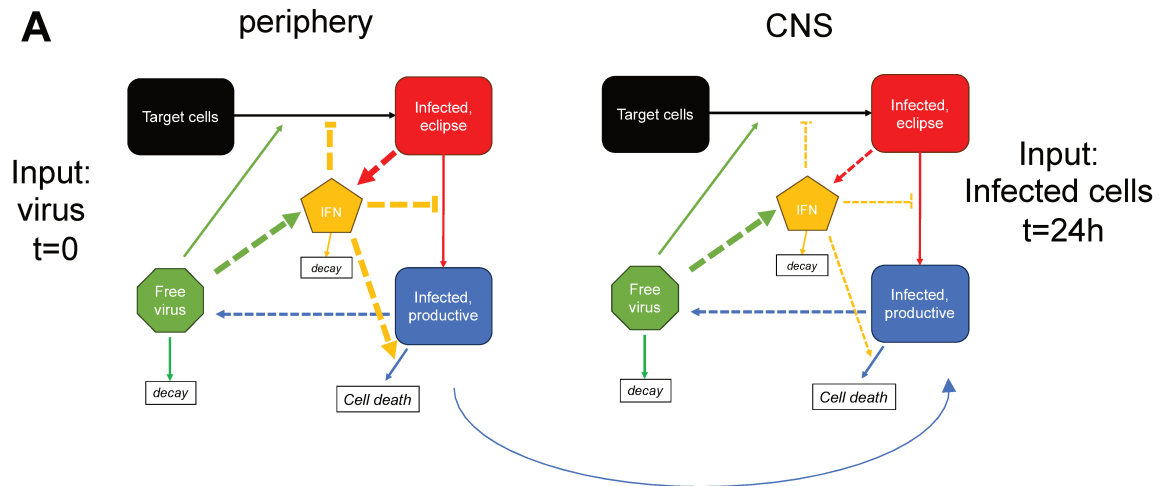 A
periphery
CNS
Target cells
Infected,
eclipse
Input:
virus
t=0
IFN
decay
Free
virus
Infected,
productive
decay
Cell death
Target cells
Infected,
eclipse
Input:
Infected cells
t=24h
IFN
decay
Free
virus
Infected,
productive
decay
Cell death